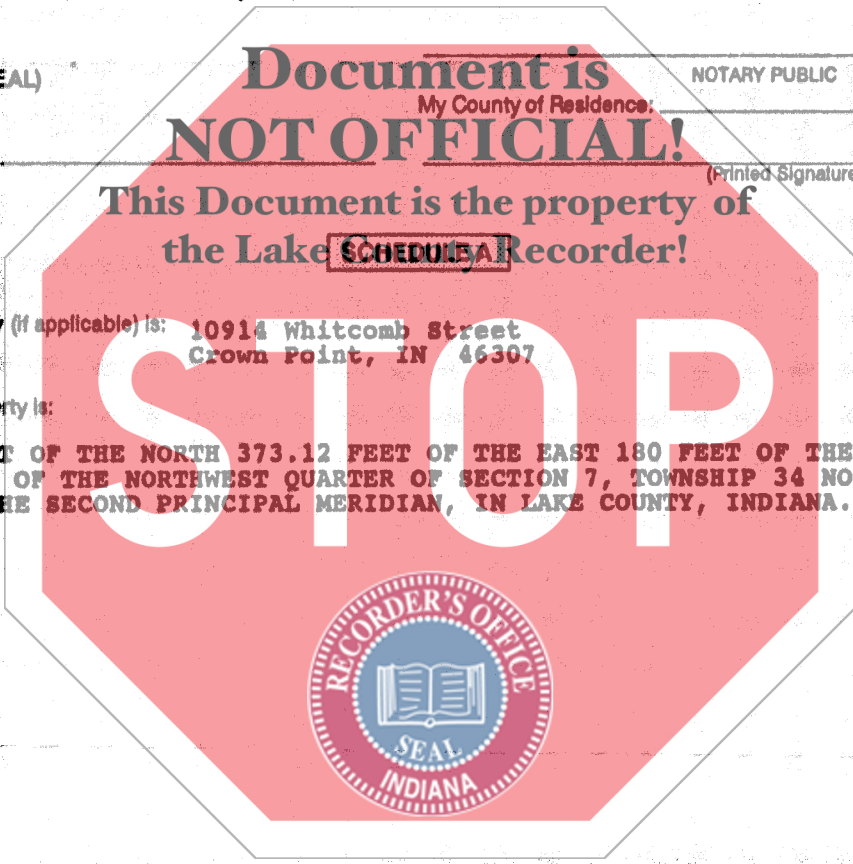 EAL)
Document is
NOTARY PUBLIC
My County of Residence:
NOT OFFICIAL!
(Printed Signature
This Document is the property of
the Lake County Recorder!
SCHEDULE A
(if applicable) is: 10914 Whitcomb Street
Crown Point, IN 46307
rty is:
OF THE NORTH 373.12 FEET OF THE EAST 180 FEET OF THE
OF THE NORTHWEST QUARTER OF SECTION 7, TOWNSHIP 34 NO
HE SECOND PRINCIPAL MERIDIAN, IN LAKE COUNTY, INDIANA.
STOP
RECORDER'S OFFICE
SEAL
INDIANA